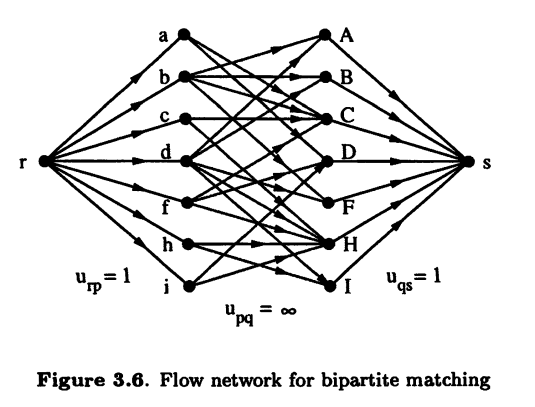 a A
b B
c C
r d D s
f F
h H
u_rp = 1 i I u_qs = 1
u_pq = ∞
Figure 3.6. Flow network for bipartite matching